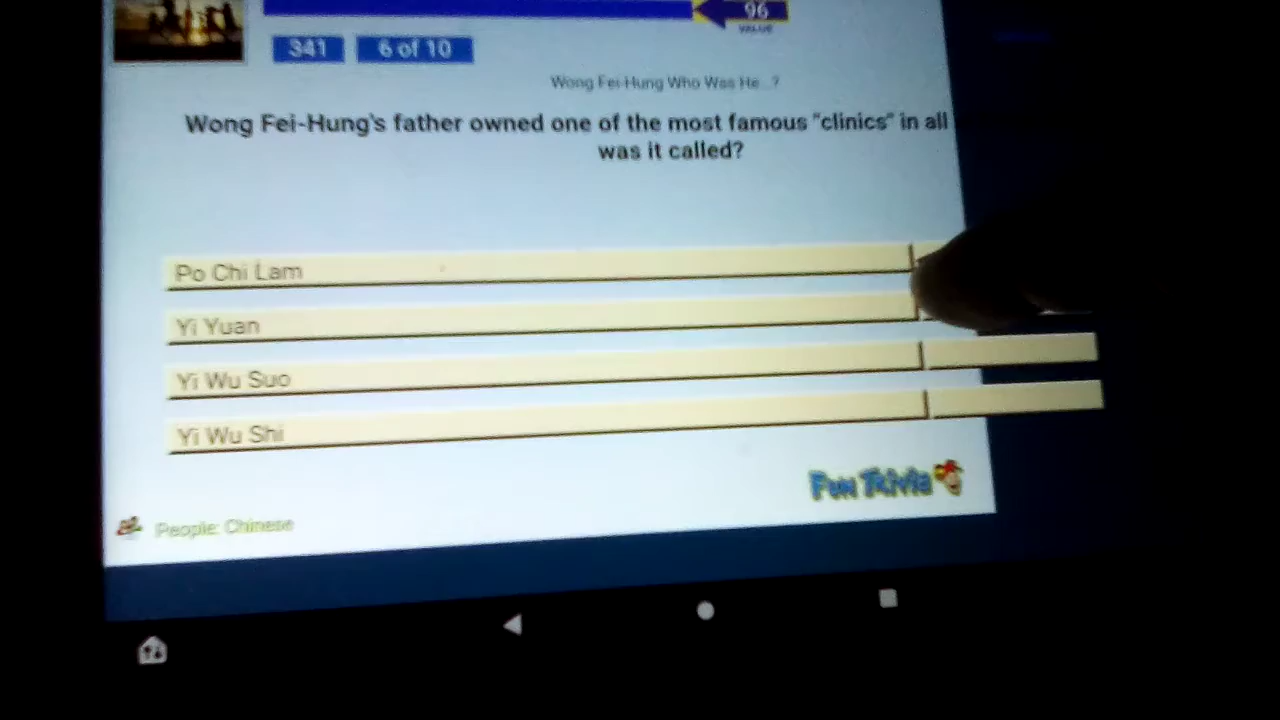 96
VALUE
341
6 of 10
Wong Fei-Hung Who Was He...?
Wong Fei-Hung's father owned one of the most famous "clinics" in all
was it called?
Po Chi Lam
Yi Yuan
Yi Wu Suo
Yi Wu Shi
Fun Trivia
People: Chinese